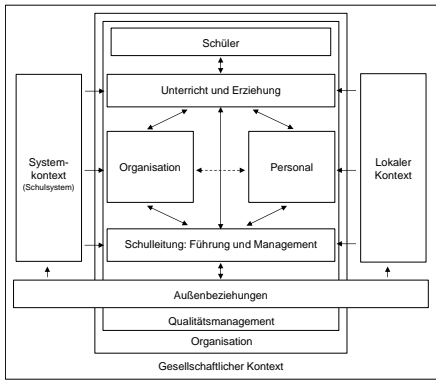 Schüler
Unterricht und Erziehung
System-
kontext
(Schulsystem)
Organisation
Personal
Lokaler
Kontext
Schulleitung: Führung und Management
Außenbeziehungen
Qualitätsmanagement
Organisation
Gesellschaftlicher Kontext